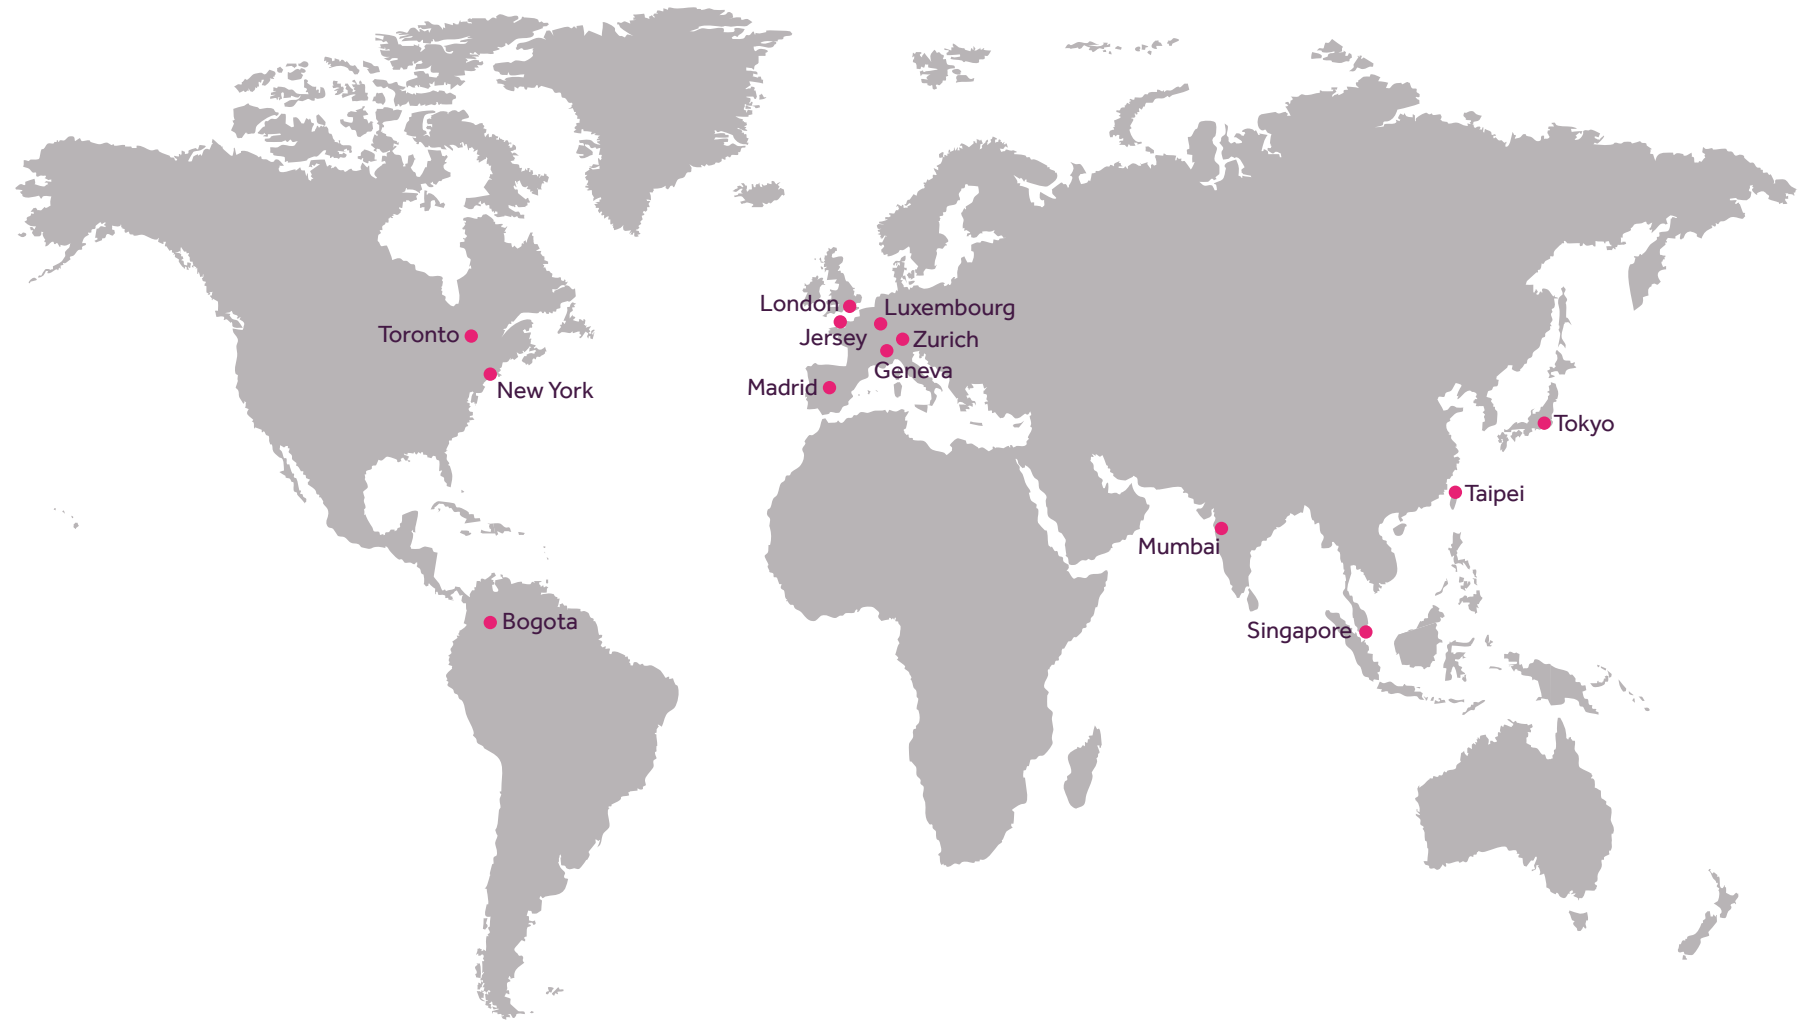 London
Luxembourg
Toronto
Jersey
Zurich
Geneva
New York
Madrid
Tokyo
Taipei
Mumbai
Bogota
Singapore